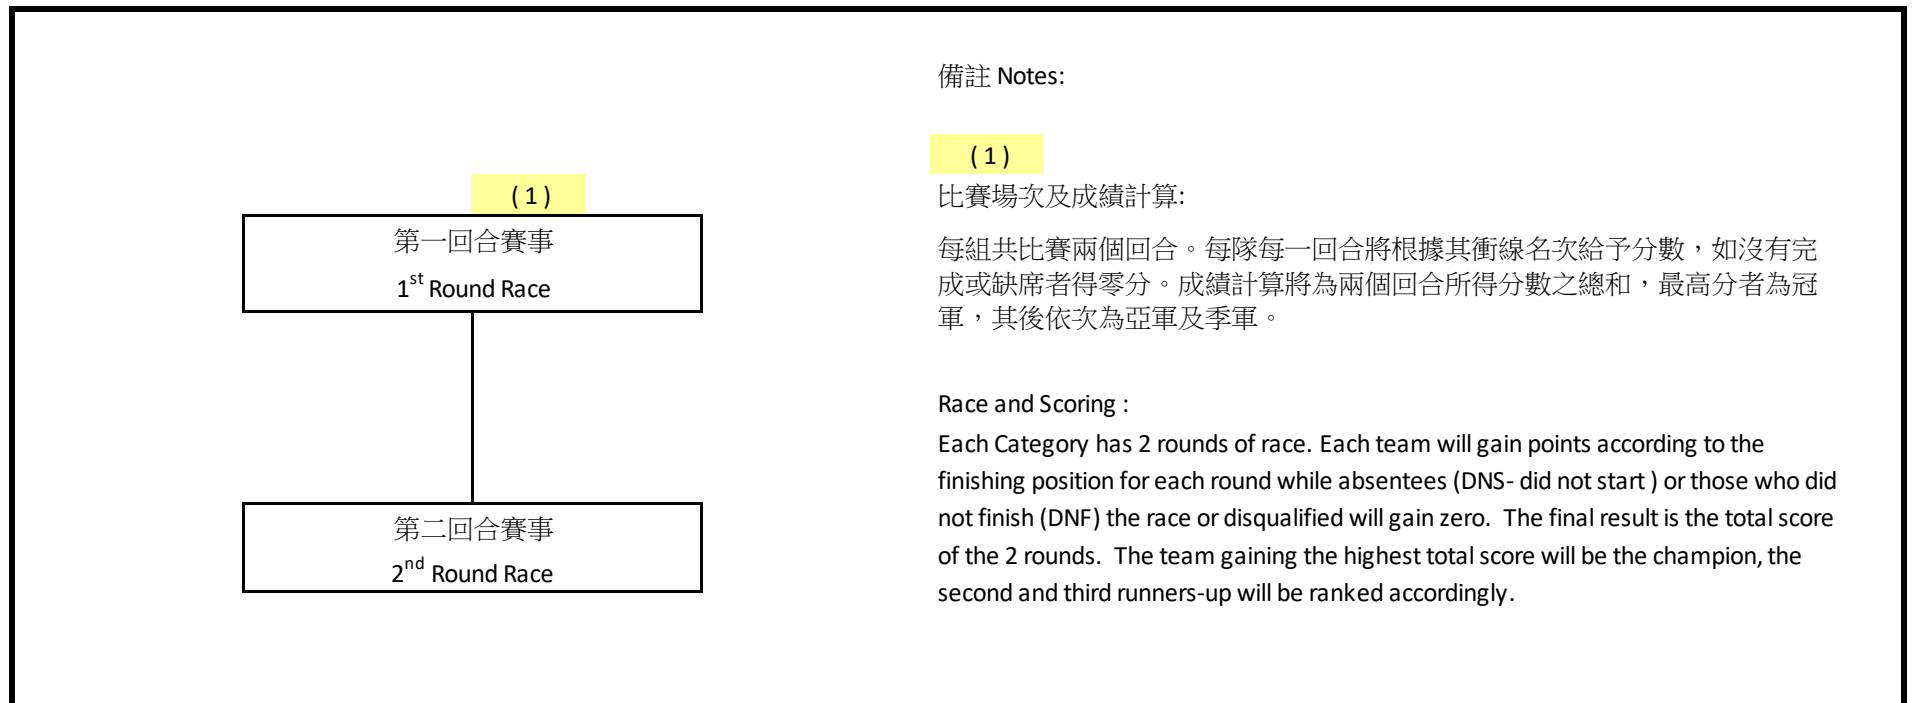 (1)
第一回合賽事
1st Round Race
第二回合賽事
2nd Round Race
備註 Notes:
(1)
比賽場次及成績計算:
每組共比賽兩個回合。每隊每一回合將根據其衝線名次給予分數，如沒有完
成或缺席者得零分。成績計算將為兩個回合所得分數之總和，最高分者為冠
軍，其後依次為亞軍及季軍。
Race and Scoring :
Each Category has 2 rounds of race. Each team will gain points according to the
finishing position for each round while absentees (DNS- did not start ) or those who did
not finish (DNF) the race or disqualified will gain zero.  The final result is the total score
of the 2 rounds.  The team gaining the highest total score will be the champion, the
second and third runners-up will be ranked accordingly.